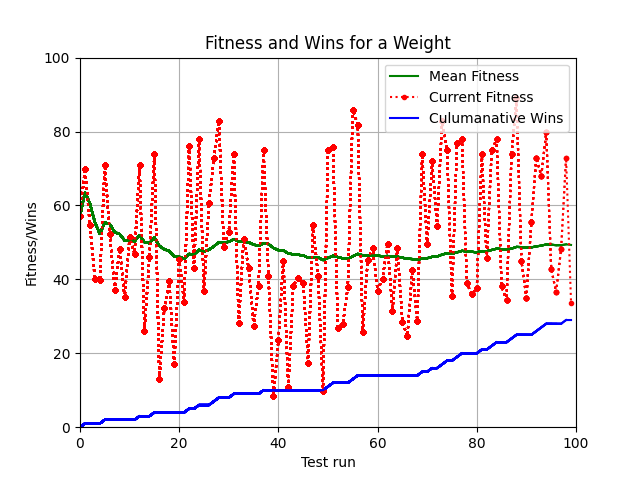 Fitness and Wins for a Weight
100
80
60
40
20
0
Fitness/Wins
Mean Fitness
Current Fitness
Culumanative Wins
0 20 40 60 80 100
Test run